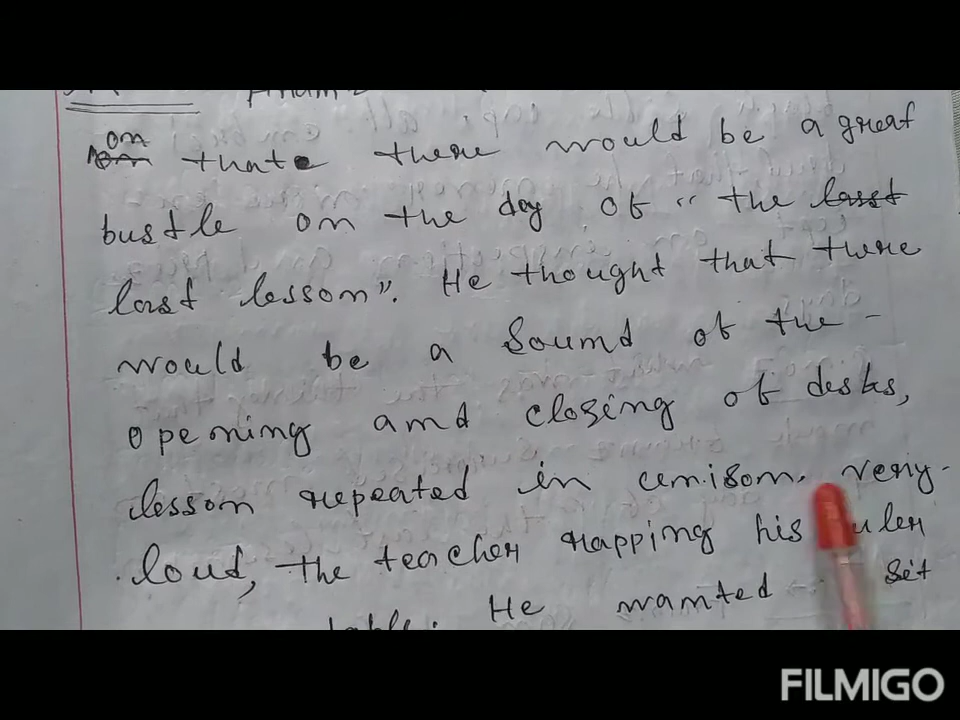 on
that there would be a great
bustle on the day of "the last
last lesson". He thought that there
would be a sound of the -
opening and closing of desks,
lesson repeated in unison, very-
loud, the teacher rapping his ruler
table. He wanted set
FILMIGO